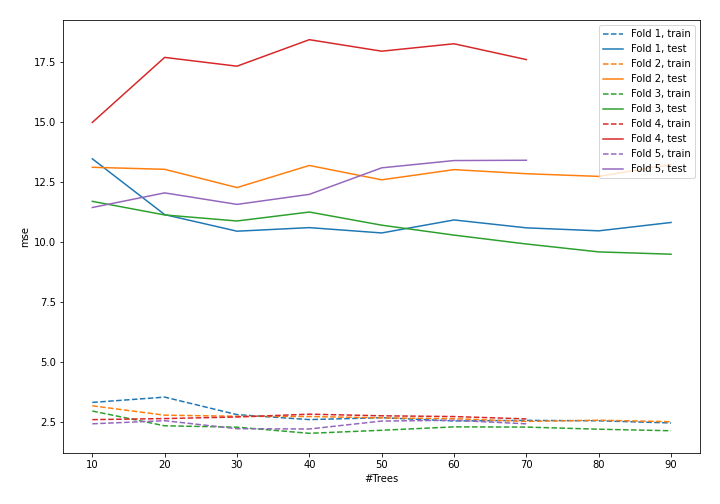 Fold 1, train
Fold 1, test
Fold 2, train
Fold 2, test
Fold 3, train
Fold 3, test
Fold 4, train
Fold 4, test
Fold 5, train
Fold 5, test
17.5
15.0
12.5
10.0
7.5
5.0
2.5
mse
10 20 30 40 50 60 70 80 90
#Trees